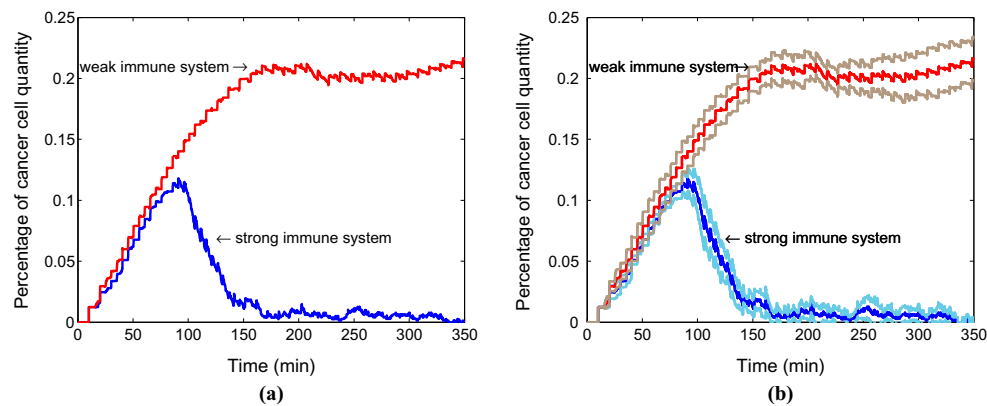 0.25
0.2
0.15
0.1
0.05
0
Percentage of cancer cell quantity
weak immune system →
← strong immune system
0 50 100 150 200 250 300 350
Time (min)
(a)
0.25
0.2
0.15
0.1
0.05
0
Percentage of cancer cell quantity
weak immune system →
← strong immune system
0 50 100 150 200 250 300 350
Time (min)
(b)